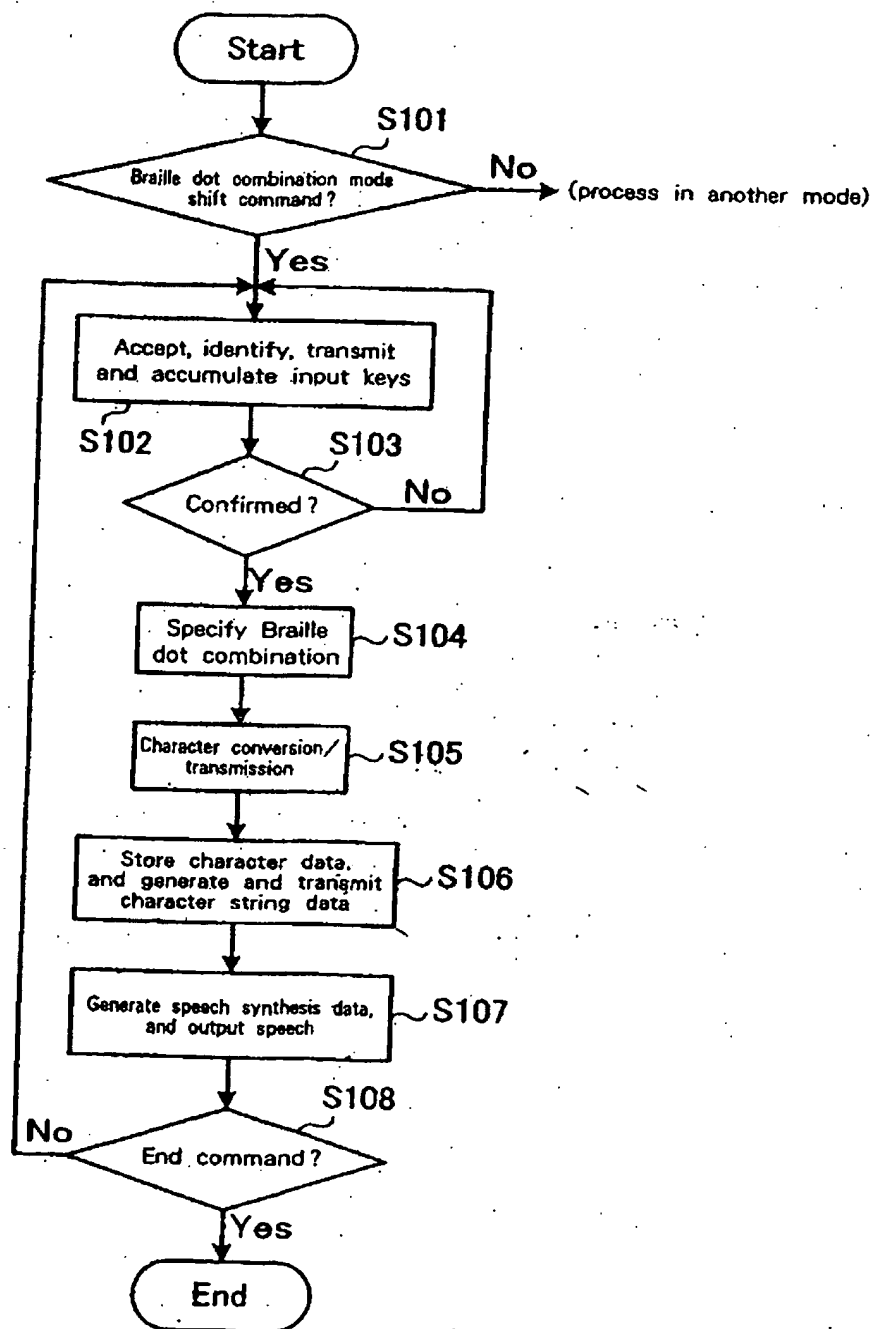 Start
S101
Braille dot combination mode
shift command?
No
(process in another mode)
Yes
Accept, identify, transmit
and accumulate input keys
S102
S103
Confirmed?
No
Yes
Specify Braille
dot combination
S104
Character conversion/
transmission
S105
Store character data,
and generate and transmit
character string data
S106
Generate speech synthesis data,
and output speech
S107
S108
No
End command?
Yes
End